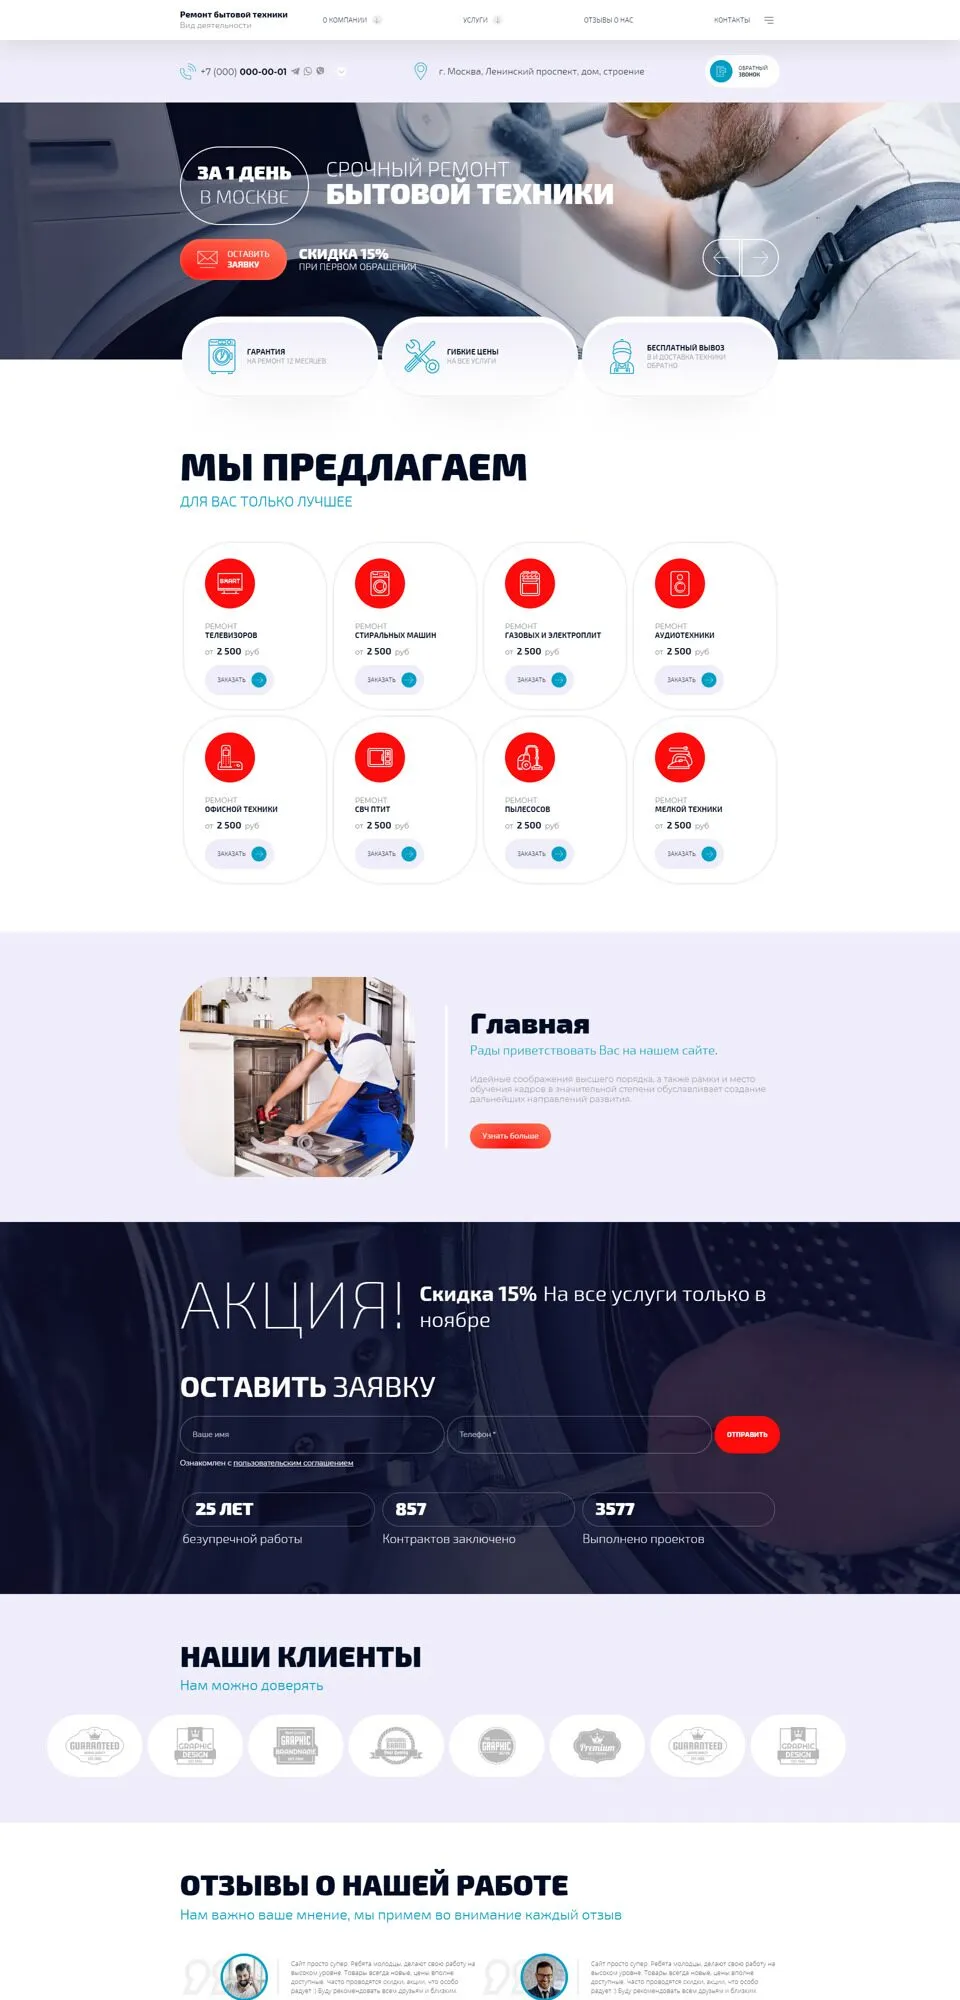 Ремонт бытовой техники
Вид деятельности
О КОМПАНИИ
УСЛУГИ
ОТЗЫВЫ О НАС
КОНТАКТЫ
+7 (000) 000-00-01
г. Москва, Ленинский проспект, дом, строение
ОБРАТНЫЙ
ЗВОНОК
ЗА 1 ДЕНЬ
В МОСКВЕ
СРОЧНЫЙ РЕМОНТ
БЫТОВОЙ ТЕХНИКИ
ОСТАВИТЬ
ЗАЯВКУ
СКИДКА 15%
ПРИ ПЕРВОМ ОБРАЩЕНИИ
ГАРАНТИЯ
НА РЕМОНТ 12 МЕСЯЦЕВ
ГИБКИЕ ЦЕНЫ
НА ВСЕ УСЛУГИ
БЕСПЛАТНЫЙ ВЫВОЗ
В И ДОСТАВКА ТЕХНИКИ
ОБРАТНО
МЫ ПРЕДЛАГАЕМ
ДЛЯ ВАС ТОЛЬКО ЛУЧШЕЕ
SMART
РЕМОНТ
ТЕЛЕВИЗОРОВ
от 2 500 руб
ЗАКАЗАТЬ
РЕМОНТ
СТИРАЛЬНЫХ МАШИН
от 2 500 руб
ЗАКАЗАТЬ
РЕМОНТ
ГАЗОВЫХ И ЭЛЕКТРОПЛИТ
от 2 500 руб
ЗАКАЗАТЬ
РЕМОНТ
АУДИОТЕХНИКИ
от 2 500 руб
ЗАКАЗАТЬ
РЕМОНТ
ОФИСНОЙ ТЕХНИКИ
от 2 500 руб
ЗАКАЗАТЬ
РЕМОНТ
СВЧ ПТИТ
от 2 500 руб
ЗАКАЗАТЬ
РЕМОНТ
ПЫЛЕСОСОВ
от 2 500 руб
ЗАКАЗАТЬ
РЕМОНТ
МЕЛКОЙ ТЕХНИКИ
от 2 500 руб
ЗАКАЗАТЬ
Главная
Рады приветствовать Вас на нашем сайте.
Идейные соображения высшего порядка, а также рамки и место
обучения кадров в значительной степени обуславливает создание
дальнейших направлений развития.
Узнать больше
АКЦИЯ!
Скидка 15% На все услуги только в
ноябре
ОСТАВИТЬ ЗАЯВКУ
Ваше имя
Телефон *
ОТПРАВИТЬ
Ознакомлен с пользовательским соглашением
25 ЛЕТ
безупречной работы
857
Контрактов заключено
3577
Выполнено проектов
НАШИ КЛИЕНТЫ
Нам можно доверять
GUARANTEED
GRAPHIC
DESIGN
GRAPHIC
BRANDNAME
GRAPHIC
Premium
GUARANTEED
GRAPHIC
DESIGN
ОТЗЫВЫ О НАШЕЙ РАБОТЕ
Нам важно ваше мнение, мы примем во внимание каждый отзыв
Сайт просто супер. Ребята молодцы, делают свою работу на
высоком уровне. Товары всегда новые, цены вполне
доступные. Часто проводятся скидки, акции, что особо
радует :) Буду рекомендовать всем друзьям и близким.
Сайт просто супер. Ребята молодцы, делают свою работу на
высоком уровне. Товары всегда новые, цены вполне
доступные. Часто проводятся скидки, акции, что особо
радует :) Буду рекомендовать всем друзьям и близким.